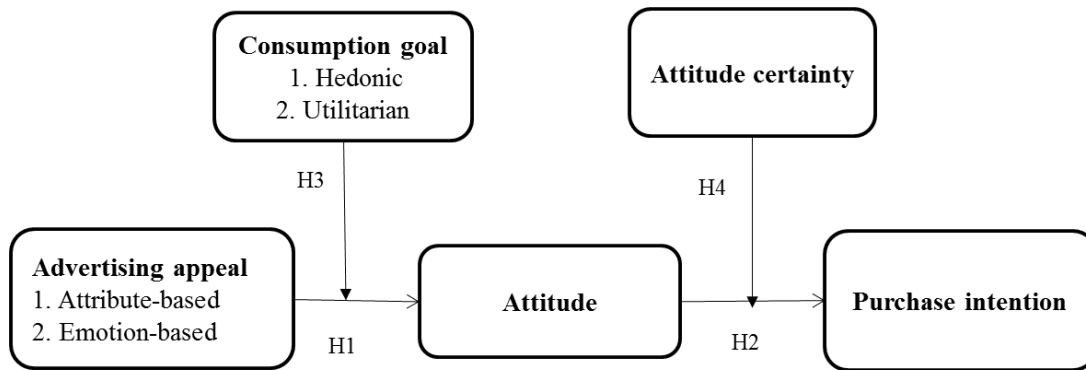 Consumption goal
1. Hedonic
2. Utilitarian
Attitude certainty
H3
H4
Advertising appeal
1. Attribute-based
2. Emotion-based
Attitude
Purchase intention
H1
H2